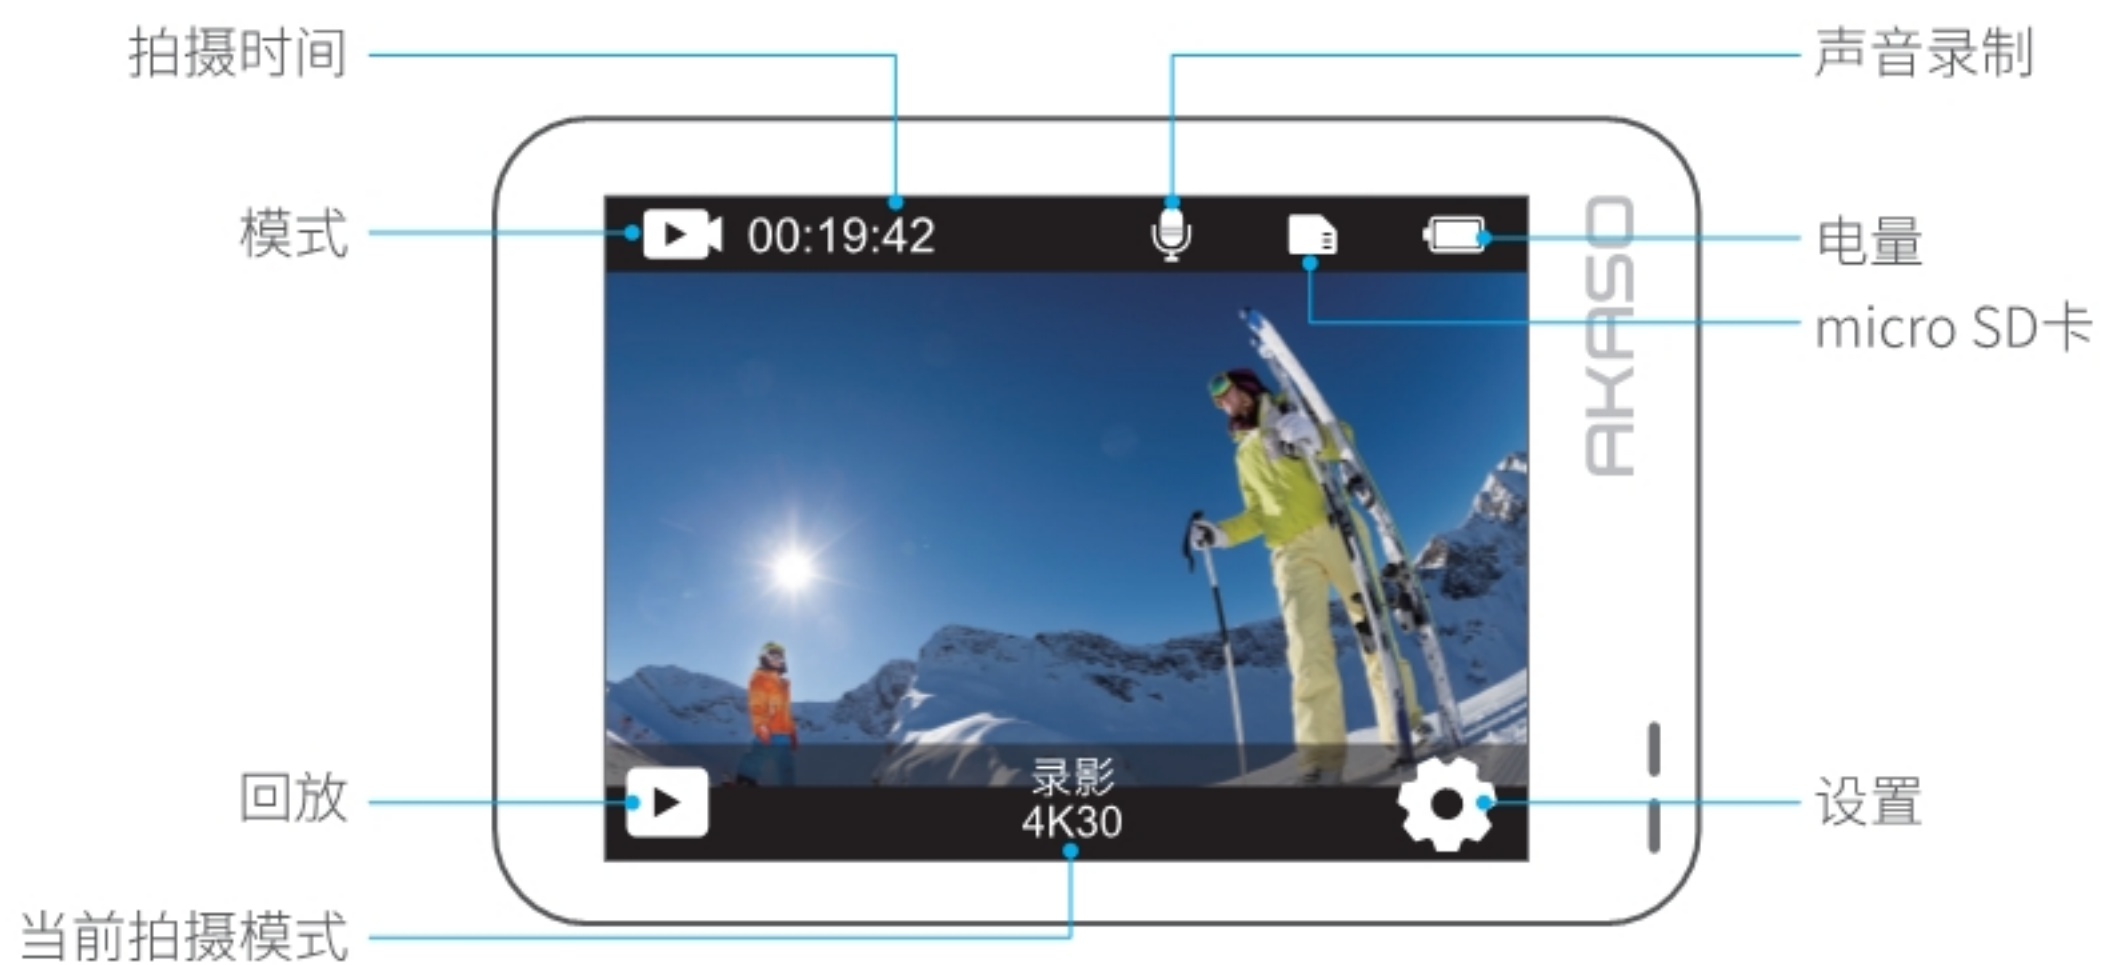 拍摄时间
声音录制
模式
00:19:42
电量
micro SD卡
AKASO
回放
录影
4K30
设置
当前拍摄模式